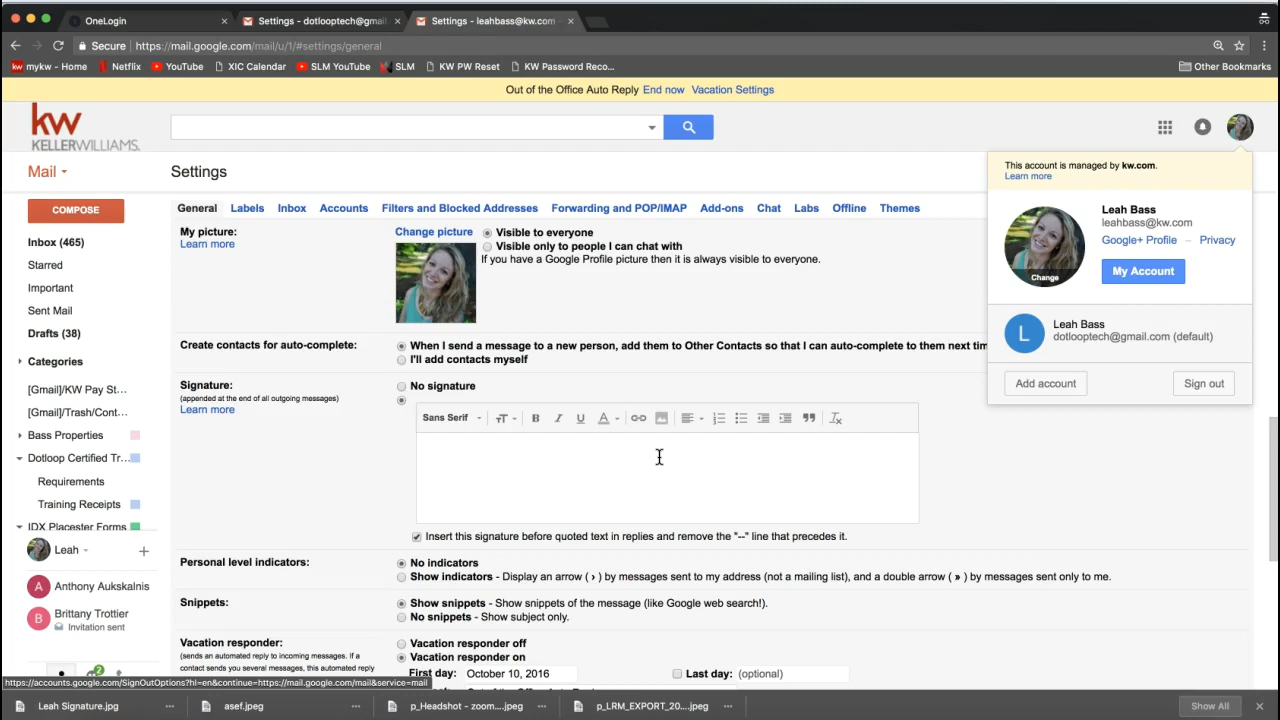 OneLogin
Settings - dotlooptech@gmail.
Settings - leahbass@kw.com -
Secure https://mail.google.com/mail/u/1/#settings/general
kw mykw - Home Netflix YouTube XIC Calendar SLM YouTube SLM KW PW Reset KW Password Reco... Other Bookmarks
Out of the Office Auto Reply End now Vacation Settings
kw
KELLERWILLIAMS.
This account is managed by kw.com.
Learn more
Leah Bass
leahbass@kw.com
Google+ Profile – Privacy
Change
My Account
L
Leah Bass
dotlooptech@gmail.com (default)
Add account
Sign out
Mail
Settings
COMPOSE
Inbox (465)
Starred
Important
Sent Mail
Drafts (38)
Categories
[Gmail]/KW Pay St...
[Gmail]/Trash/Cont...
Bass Properties
Dotloop Certified Tr...
Requirements
Training Receipts
IDX Placester Forms
Leah
A Anthony Aukskalnis
B Brittany Trottier
Invitation sent
2
General Labels Inbox Accounts Filters and Blocked Addresses Forwarding and POP/IMAP Add-ons Chat Labs Offline Themes
My picture:
Learn more
Change picture
Visible to everyone
Visible only to people I can chat with
If you have a Google Profile picture then it is always visible to everyone.
Create contacts for auto-complete:
When I send a message to a new person, add them to Other Contacts so that I can auto-complete to them next tim
I'll add contacts myself
Signature:
(appended at the end of all outgoing messages)
Learn more
No signature
Sans Serif
Insert this signature before quoted text in replies and remove the "--" line that precedes it.
Personal level indicators:
No indicators
Show indicators - Display an arrow ( › ) by messages sent to my address (not a mailing list), and a double arrow ( » ) by messages sent only to me.
Snippets:
Show snippets - Show snippets of the message (like Google web search!).
No snippets - Show subject only.
Vacation responder:
(sends an automated reply to incoming messages. If a
contact sends you several messages, this automated reply
Vacation responder off
Vacation responder on
First day: October 10, 2016
Last day: (optional)
https://accounts.google.com/SignOutOptions?hl=en&continue=https://mail.google.com/mail&service=mail
Leah Signature.jpg
asef.jpeg
p_Headshot - zoom....jpeg
p_LRM_EXPORT_20....jpeg
Show All